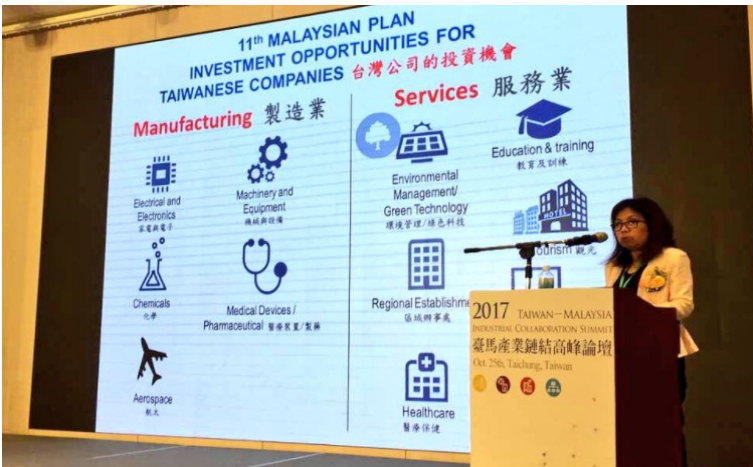 11th MALAYSIAN PLAN
INVESTMENT OPPORTUNITIES FOR
TAIWANESE COMPANIES 台灣公司的投資機會
Manufacturing 製造業
Electrical and
Electronics
家電與電子
Machinery and
Equipment
機械與設備
Chemicals
化學
Medical Devices /
Pharmaceutical 醫療裝置/製藥
Aerospace
航太
Services 服務業
Environmental
Management/
Green Technology
環境管理/綠色科技
Education & training
教育及訓練
HOTEL
Tourism 觀光
Regional Establishme
區域辦事處
Healthcare
醫療保健
2017 TAIWAN-MALAYSIA
INDUSTRIAL COLLABORATION SUMMIT
臺馬產業鏈結高峰論壇
Oct. 25th, Taichung, Taiwan